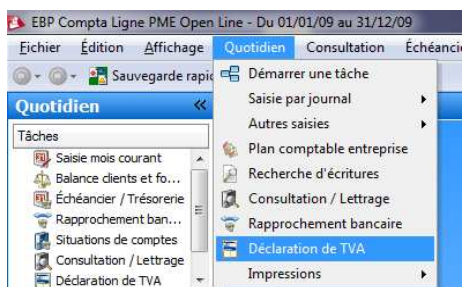 EBP Compta Ligne PME Open Line - Du 01/01/09 au 31/12/09
Fichier Édition Affichage Quotidien Consultation Échéanci
Sauvegarde rapid
Démarrer une tâche
Saisie par journal
Autres saisies
Plan comptable entreprise
Recherche d'écritures
Consultation / Lettrage
Rapprochement bancaire
Déclaration de TVA
Impressions
Quotidien
Tâches
Saisie mois courant
Balance clients et fo...
Échéancier / Trésorerie
Rapprochement ban...
Situations de comptes
Consultation / Lettrage
Déclaration de TVA